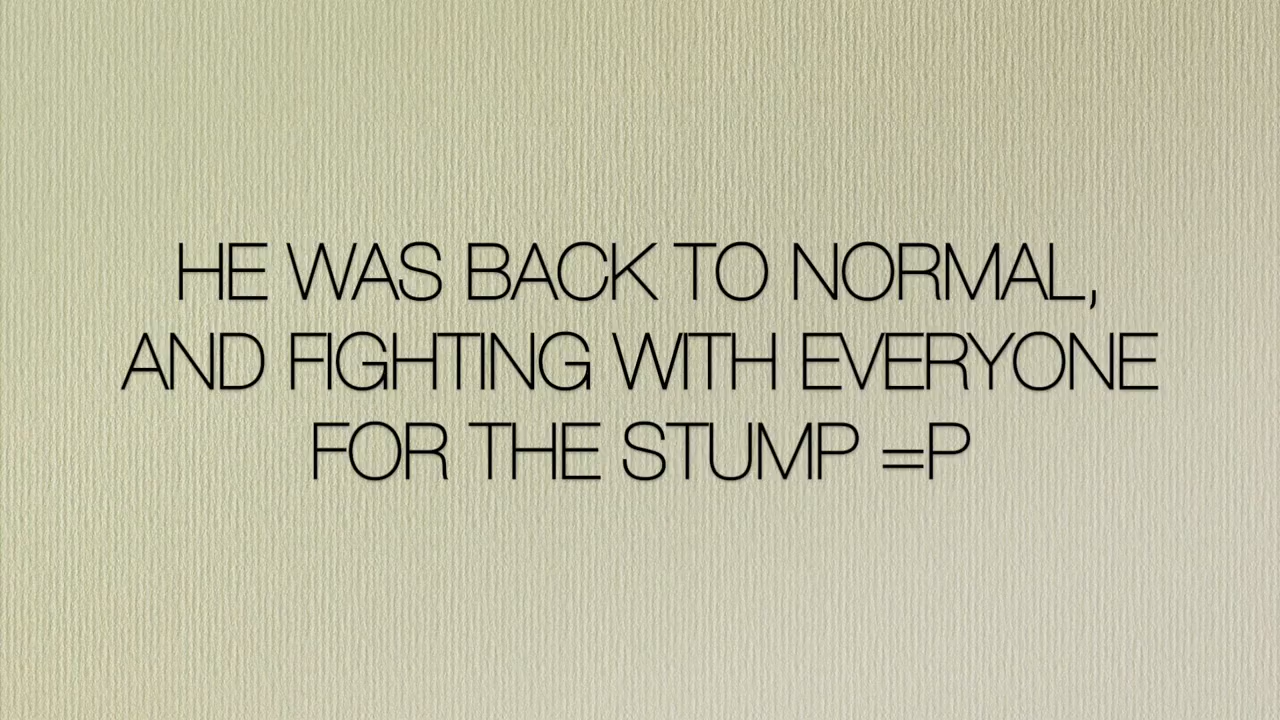 HE WAS BACK TO NORMAL,
AND FIGHTING WITH EVERYONE
FOR THE STUMP =P